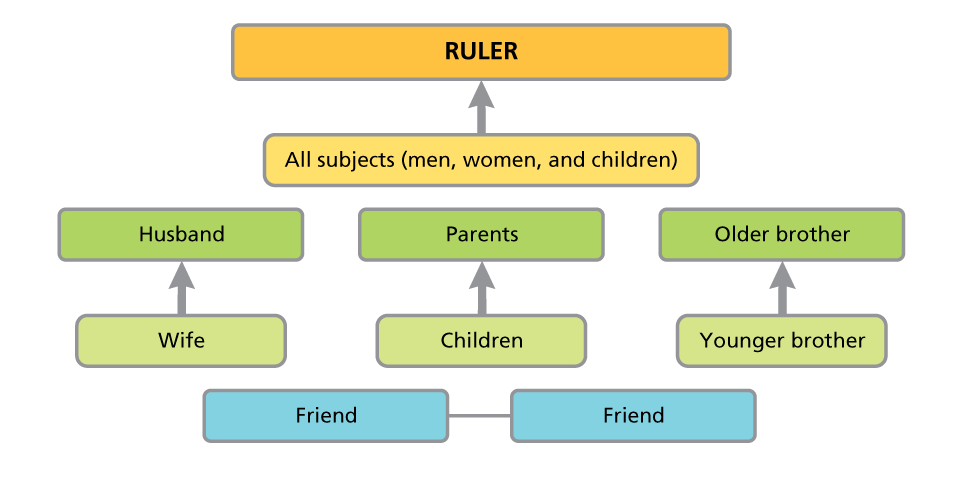 RULER
All subjects (men, women, and children)
Husband
Parents
Older brother
Wife
Children
Younger brother
Friend
Friend